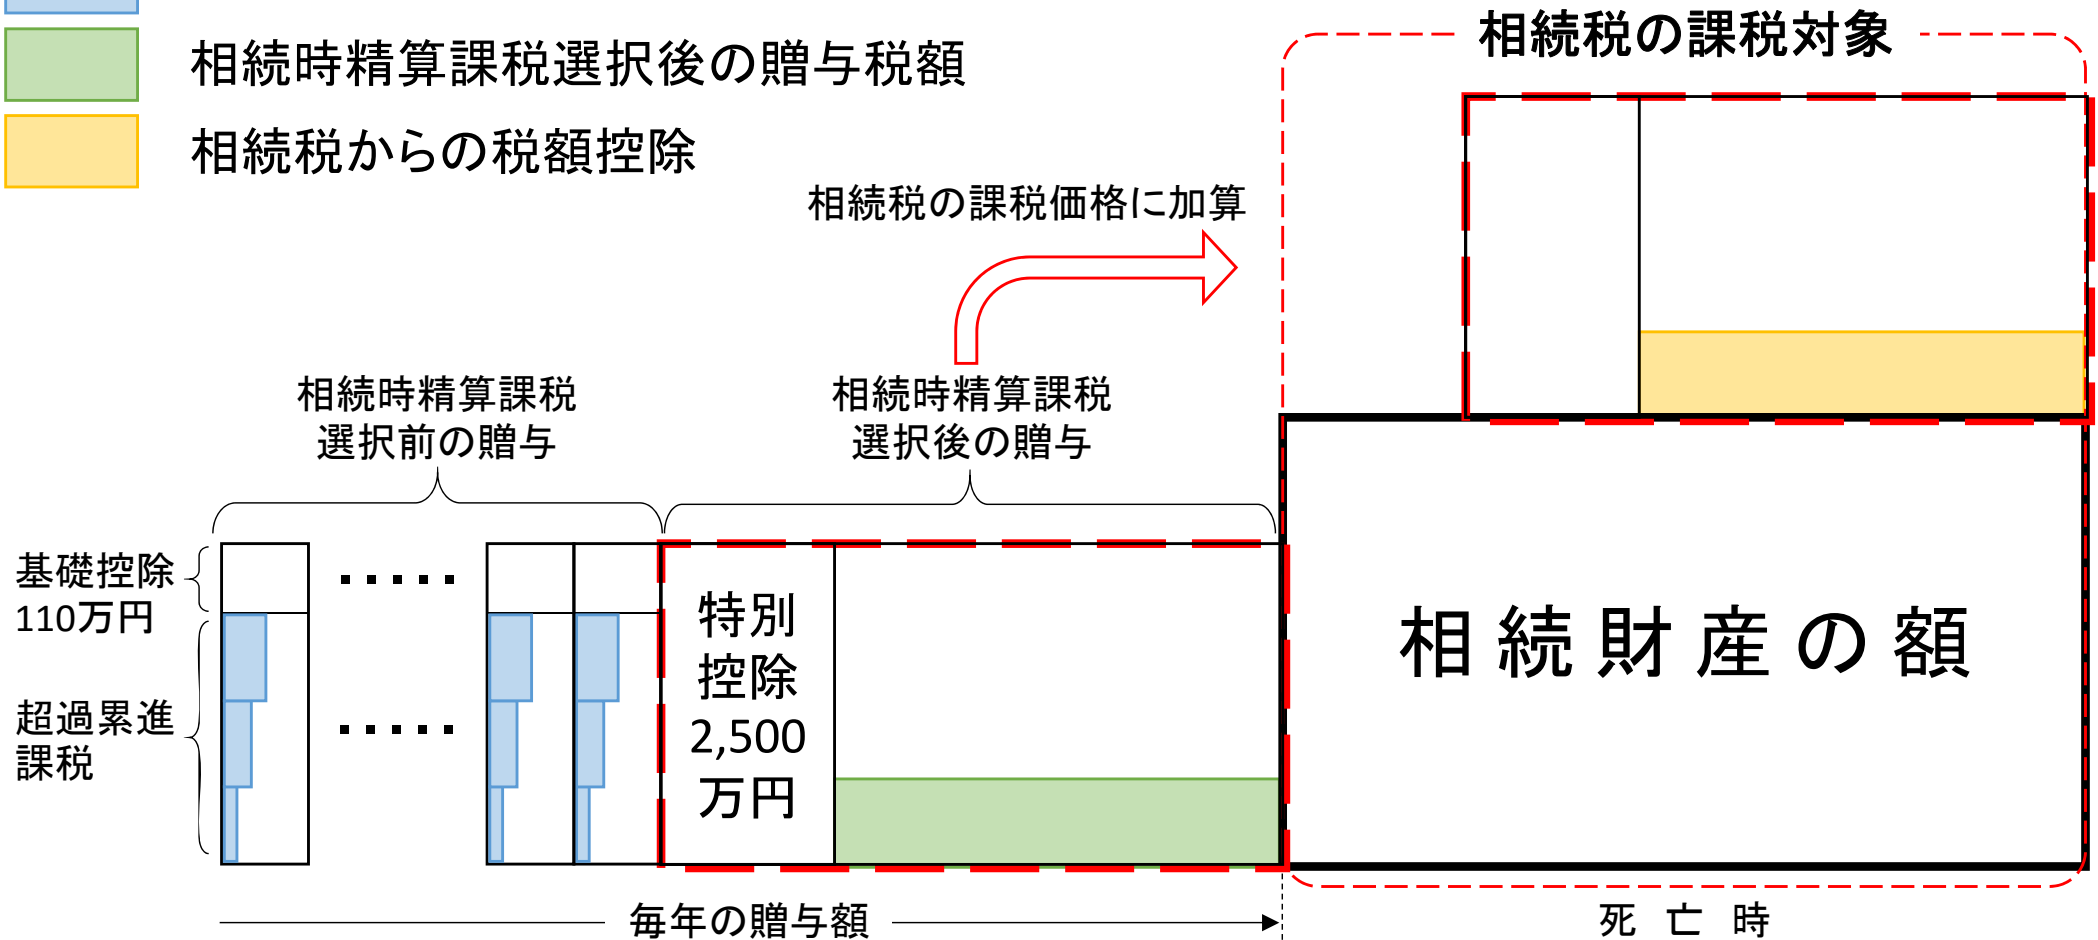 相続時精算課税選択後の贈与税額
相続税からの税額控除
相続税の課税対象
相続税の課税価格に加算
相続時精算課税
選択前の贈与
相続時精算課税
選択後の贈与
基礎控除
110万円
超過累進
課税
特別
控除
2,500
万円
相続財産の額
毎年の贈与額
死亡時